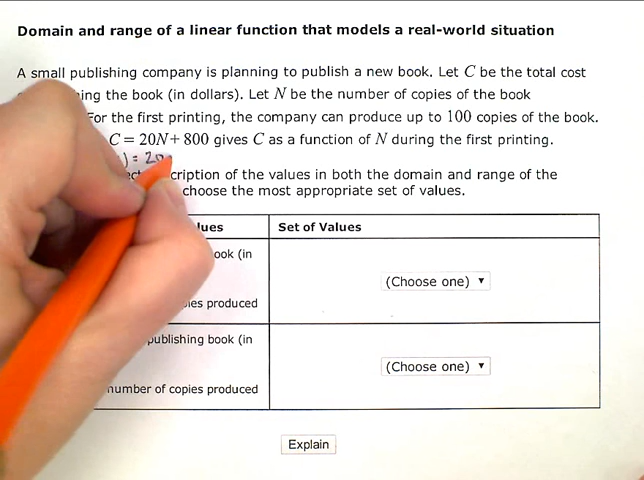 Domain and range of a linear function that models a real-world situation
A small publishing company is planning to publish a new book. Let C be the total cost
ing the book (in dollars). Let N be the number of copies of the book
For the first printing, the company can produce up to 100 copies of the book.
C = 20N + 800 gives C as a function of N during the first printing.
) = 20
cription of the values in both the domain and range of the
choose the most appropriate set of values.
lues Set of Values
ook (in
(Choose one) ▼
ies produced
publishing book (in
(Choose one) ▼
number of copies produced
Explain